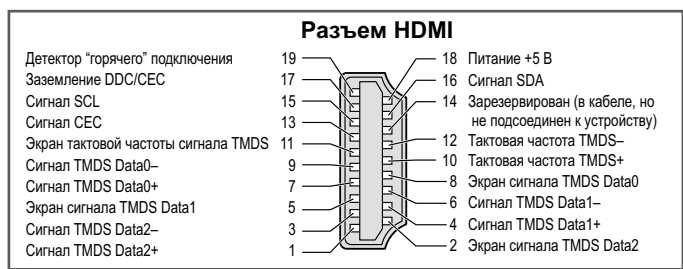 Разъем HDMI
Детектор “горячего” подключения 19
Заземление DDC/CEC 17
Сигнал SCL 15
Сигнал CEC 13
Экран тактовой частоты сигнала TMDS 11
Сигнал TMDS Data0– 9
Сигнал TMDS Data0+ 7
Экран сигнала TMDS Data1 5
Сигнал TMDS Data2– 3
Сигнал TMDS Data2+ 1
18 Питание +5 В
16 Сигнал SDA
14 Зарезервирован (в кабеле, но
не подсоединен к устройству)
12 Тактовая частота TMDS–
10 Тактовая частота TMDS+
8 Экран сигнала TMDS Data0
6 Сигнал TMDS Data1–
4 Сигнал TMDS Data1+
2 Экран сигнала TMDS Data2